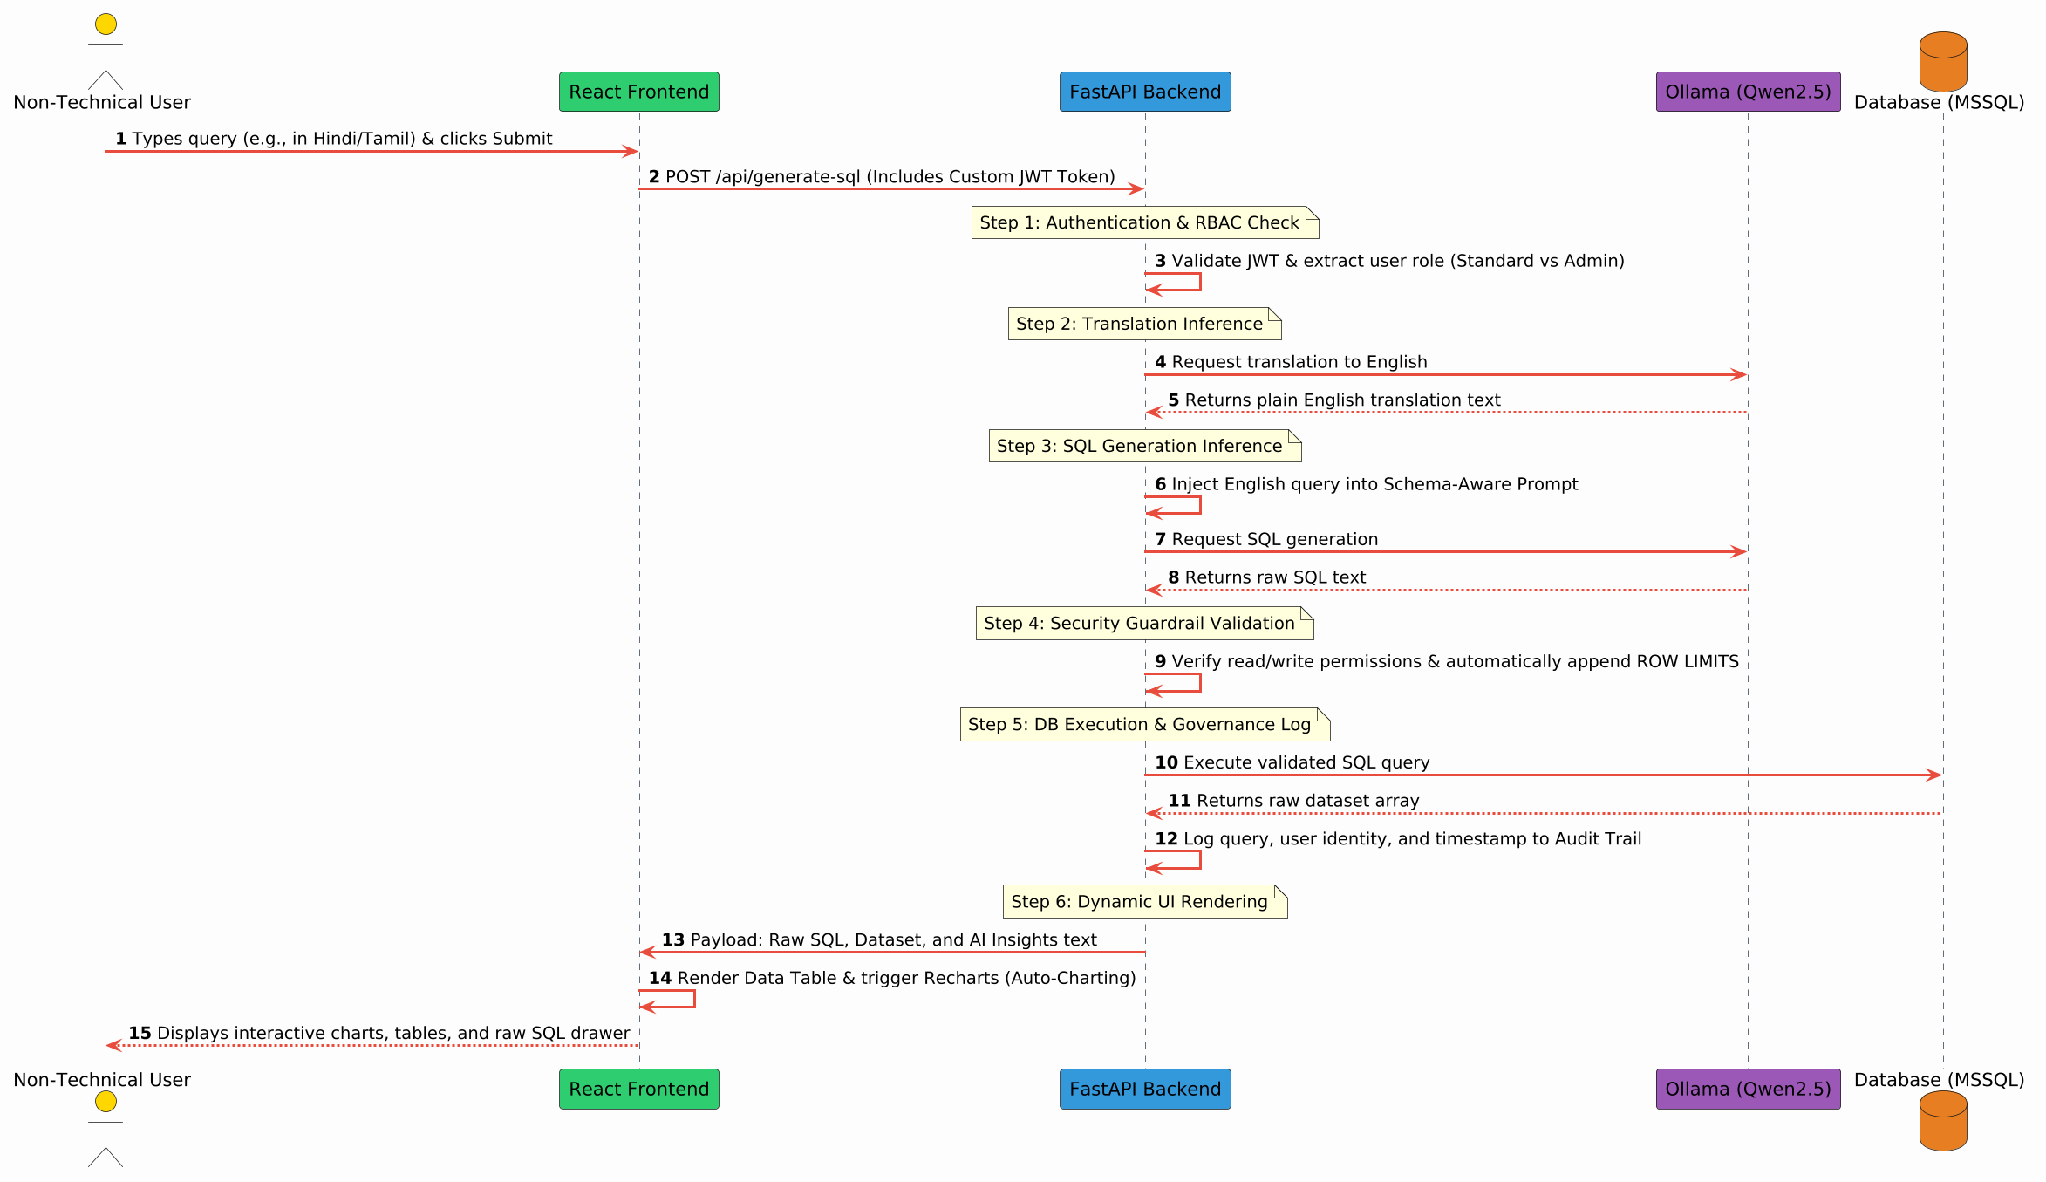 Non-Technical User
React Frontend
FastAPI Backend
Ollama (Qwen2.5)
Database (MSSQL)
1 Types query (e.g., in Hindi/Tamil) & clicks Submit
2 POST /api/generate-sql (Includes Custom JWT Token)
Step 1: Authentication & RBAC Check
3 Validate JWT & extract user role (Standard vs Admin)
Step 2: Translation Inference
4 Request translation to English
5 Returns plain English translation text
Step 3: SQL Generation Inference
6 Inject English query into Schema-Aware Prompt
7 Request SQL generation
8 Returns raw SQL text
Step 4: Security Guardrail Validation
9 Verify read/write permissions & automatically append ROW LIMITS
Step 5: DB Execution & Governance Log
10 Execute validated SQL query
11 Returns raw dataset array
12 Log query, user identity, and timestamp to Audit Trail
Step 6: Dynamic UI Rendering
13 Payload: Raw SQL, Dataset, and AI Insights text
14 Render Data Table & trigger Recharts (Auto-Charting)
15 Displays interactive charts, tables, and raw SQL drawer
Non-Technical User
React Frontend
FastAPI Backend
Ollama (Qwen2.5)
Database (MSSQL)